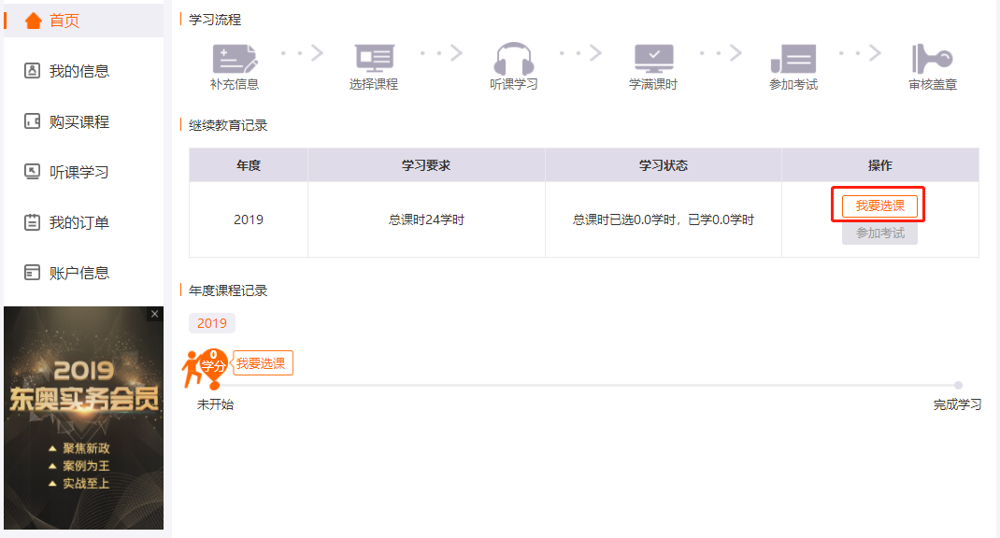 首页
我的信息
购买课程
听课学习
我的订单
账户信息
2019
东奥实务会员
聚焦新政
案例为王
实战至上
学习流程
补充信息 选择课程 听课学习 学满课时 参加考试 审核盖章
继续教育记录
年度 学习要求 学习状态 操作
2019 总课时24学时 总课时已选0.0学时，已学0.0学时 我要选课
参加考试
年度课程记录
2019
0
学分 我要选课
未开始 完成学习